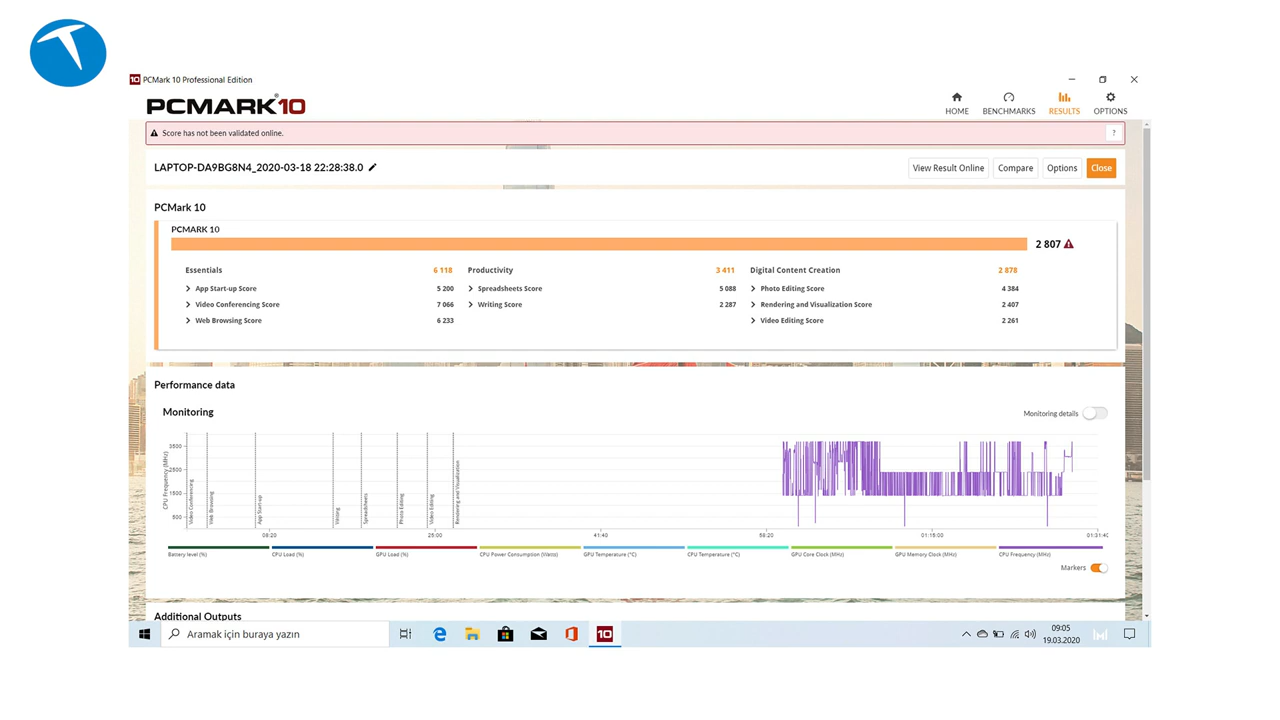 PCMark 10 Professional Edition
PCMARK®10
HOME BENCHMARKS RESULTS OPTIONS
Score has not been validated online. ?
LAPTOP-DA9BG8N4_2020-03-18 22:28:38.0
View Result Online Compare Options Close
PCMark 10
PCMARK 10
2 807
Essentials 6 118 Productivity 3 411 Digital Content Creation 2 878
App Start-up Score 5 200 Spreadsheets Score 5 088 Photo Editing Score 4 384
Video Conferencing Score 7 066 Writing Score 2 287 Rendering and Visualization Score 2 407
Web Browsing Score 6 233 Video Editing Score 2 261
Performance data
Monitoring
Monitoring details
CPU Frequency (MHz)
3500
2500
1500
500
Video Conferencing
Web Browsing
App Start-up
Writing
Spreadsheets
Photo Editing
Video Editing
Rendering and Visualization
08:20 25:00 41:40 58:20 01:15:00 01:31:40
Battery level (%) CPU Load (%) GPU Load (%) CPU Power Consumption (Watts) GPU Temperature (°C) CPU Temperature (°C) GPU Core Clock (MHz) GPU Memory Clock (MHz) CPU Frequency (MHz)
Markers
Additional Outputs
Aramak için buraya yazın
10
09:05
19.03.2020